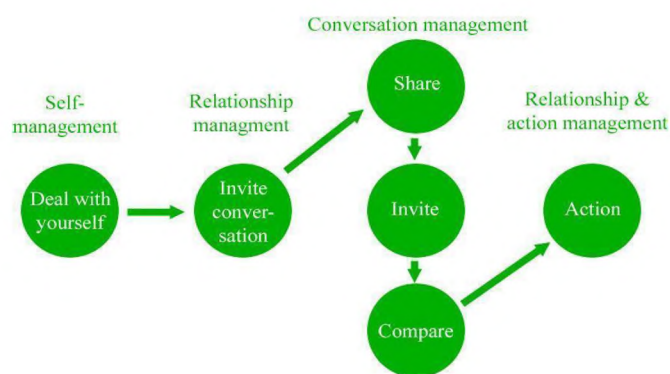 Conversation management
Share
Self-
management
Relationship
managment
Relationship &
action management
Deal with
yourself
Invite
conver-
sation
Invite
Action
Compare